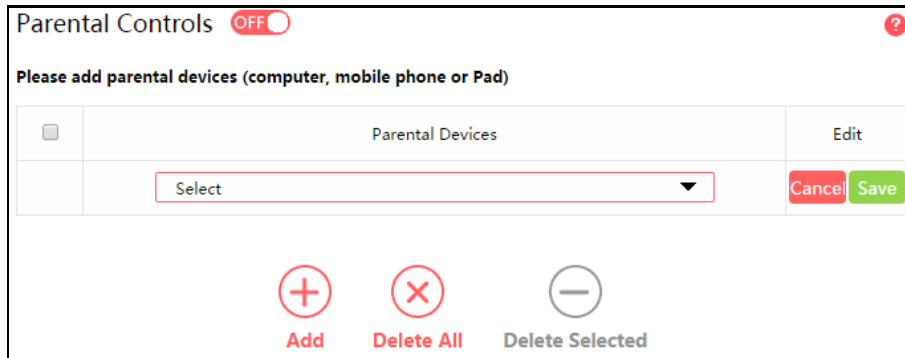 Parental Controls OFF ?
Please add parental devices (computer, mobile phone or Pad)
Parental Devices Edit
Select Cancel Save
Add Delete All Delete Selected